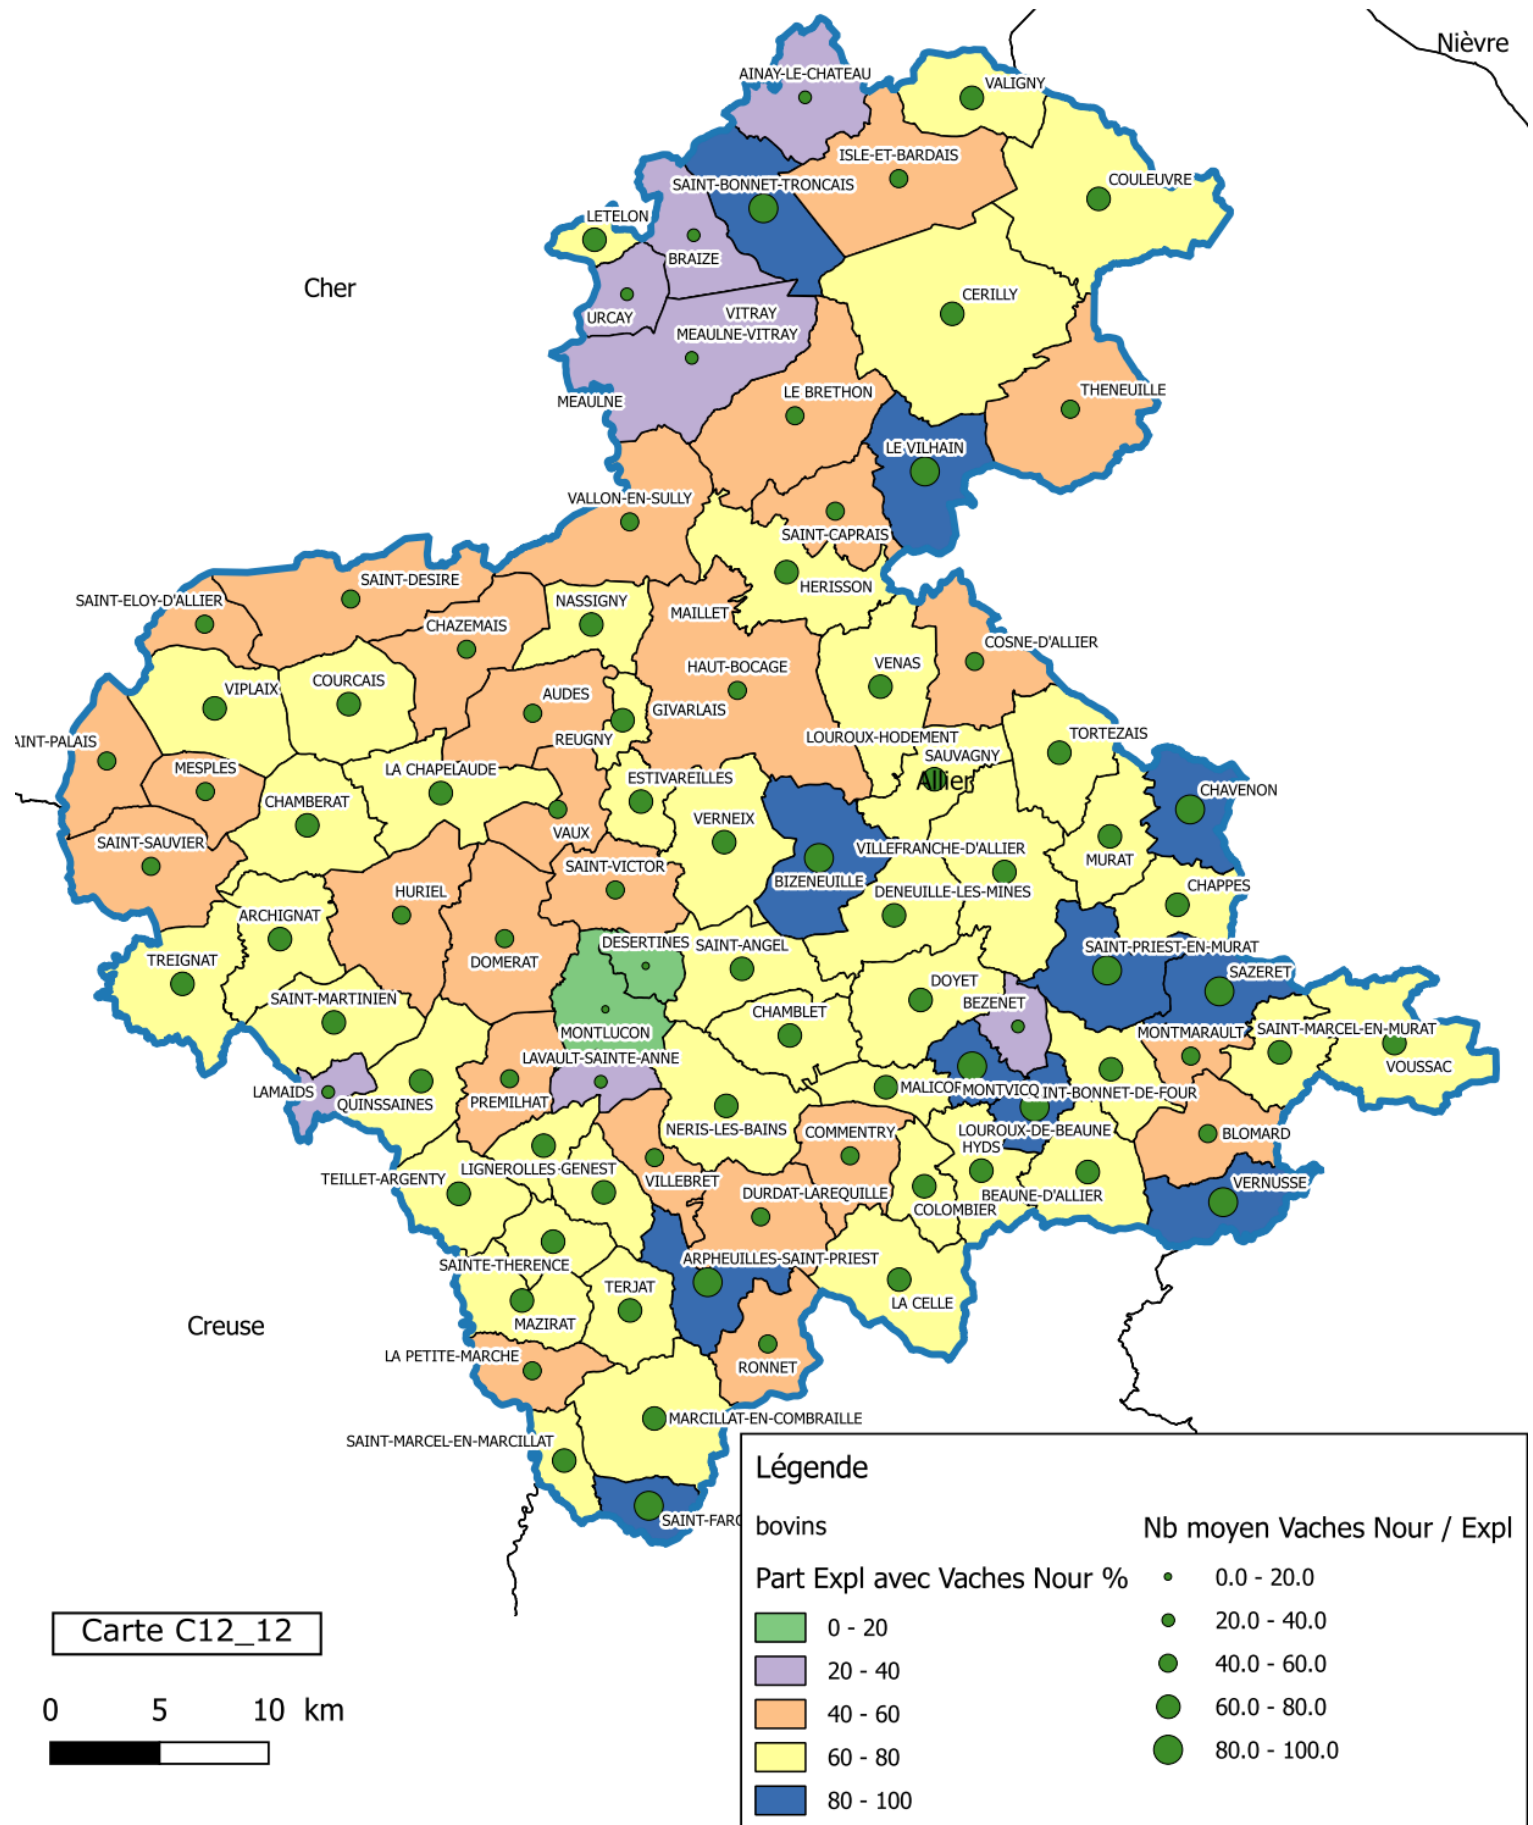 Nièvre
AINAY-LE-CHATEAU
VALIGNY
ISLE-ET-BARDAIS
COULEUVRE
SAINT-BONNET-TRONCAIS
LETELON
BRAIZE
Cher
CERILLY
URCAY
VITRAY
MEAULNE-VITRAY
THENEUILLE
LE BRETHON
MEAULNE
LE VILHAIN
VALLON-EN-SULLY
SAINT-CAPRAIS
SAINT-DESIRE
HERISSON
SAINT-ELOY-D'ALLIER
NASSIGNY
MAILLET
CHAZEMAIS
COSNE-D'ALLIER
HAUT-BOCAGE
VENAS
COURCAIS
VIPLAIX
AUDES
GIVARLAIS
TORTEZAIS
LOUROUX-HODEMENT
REUGNY
AINT-PALAIS
SAUVAGNY
MESPLES
LA CHAPELAUDE
ESTIVAREILLES
Allier
CHAVENON
CHAMBERAT
VERNEIX
VAUX
SAINT-SAUVIER
VILLEFRANCHE-D'ALLIER
MURAT
SAINT-VICTOR
BIZENEUILLE
CHAPPES
HURIEL
DENEUILLE-LES-MINES
ARCHIGNAT
DESERTINES
SAINT-ANGEL
SAINT-PRIEST-EN-MURAT
TREIGNAT
DOMERAT
SAZERET
DOYET
SAINT-MARTINIEN
BEZENET
CHAMBLET
MONTLUCON
MONTMARAULT
SAINT-MARCEL-EN-MURAT
LAVAULT-SAINTE-ANNE
VOUSSAC
LAMAIDS
MALICOR
MONTVICQ
INT-BONNET-DE-FOUR
QUINSSAINES
PREMILHAT
NERIS-LES-BAINS
COMMENTRY
LOUROUX-DE-BEAUNE
BLOMARD
HYDS
LIGNEROLLES
GENEST
TEILLET-ARGENTY
VILLEBRET
VERNUSSE
DURDAT-LAREQUILLE
BEAUNE-D'ALLIER
COLOMBIER
ARPHEUILLES-SAINT-PRIEST
SAINTE-THERENCE
TERJAT
LA CELLE
MAZIRAT
Creuse
LA PETITE-MARCHE
RONNET
MARCILLAT-EN-COMBRAILLE
SAINT-MARCEL-EN-MARCILLAT
SAINT-FARG
Légende
bovins
Part Expl avec Vaches Nour %
0 - 20
20 - 40
40 - 60
60 - 80
80 - 100
Nb moyen Vaches Nour / Expl
0.0 - 20.0
20.0 - 40.0
40.0 - 60.0
60.0 - 80.0
80.0 - 100.0
Carte C12_12
0 5 10 km